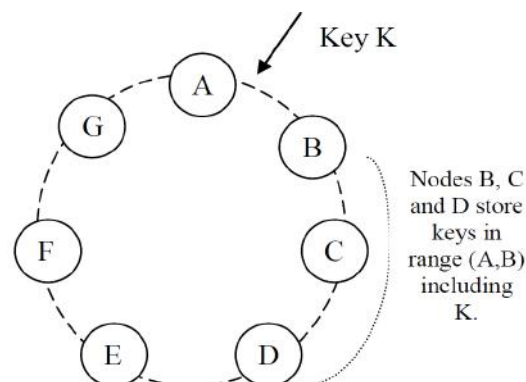 Key K
A
G
B
Nodes B, C
and D store
keys in
range (A,B)
including
K.
F
C
E
D